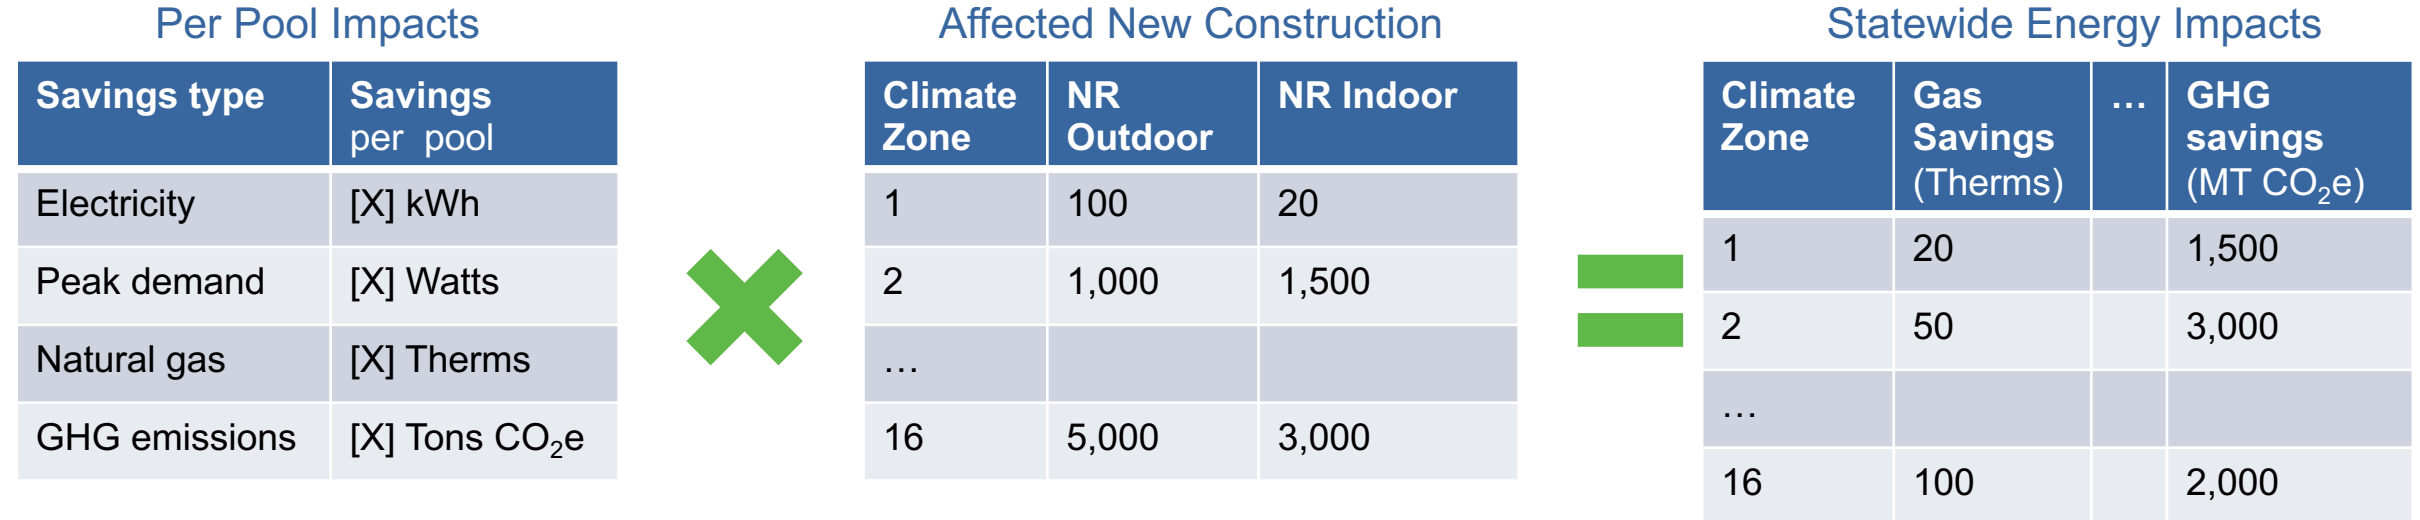 Per Pool Impacts
Savings type
Savings
per pool
Electricity
[X] kWh
Peak demand
[X] Watts
Natural gas
[X] Therms
GHG emissions
[X] Tons CO₂e
Affected New Construction
Climate
Zone
NR
Outdoor
NR Indoor
1
100
20
2
1,000
1,500
…
16
5,000
3,000
Statewide Energy Impacts
Climate
Zone
Gas
Savings
(Therms)
…
GHG
savings
(MT CO₂e)
1
20
1,500
2
50
3,000
…
16
100
2,000